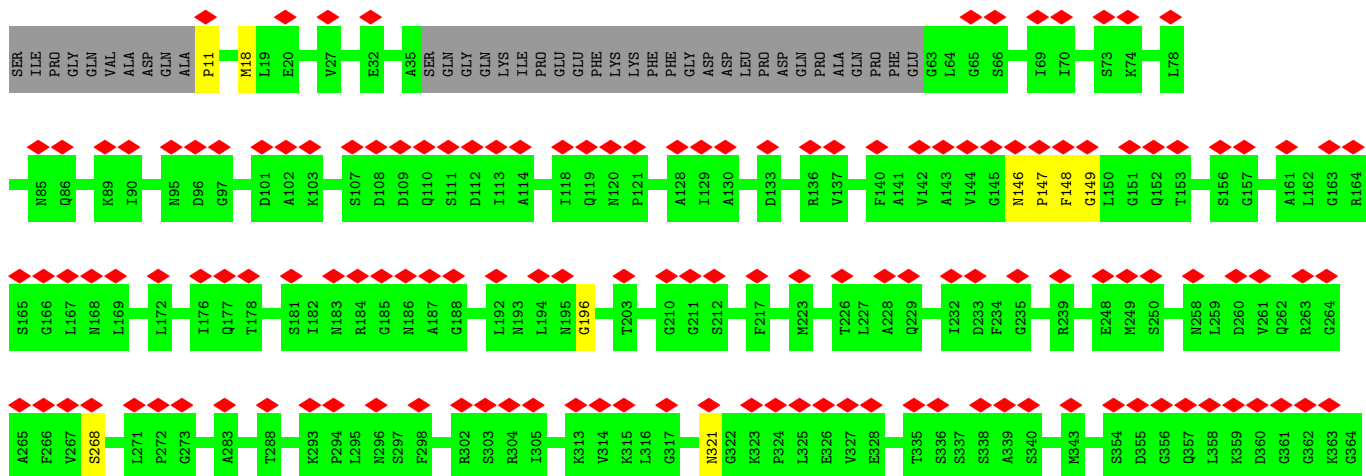 SER ILE PRO GLY GLN VAL ALA ASP GLN ALA P11 M18 L19 E20 V27 E32 A35 SER GLN GLY GLN LYS ILE PRO GLU GLU PHE LYS LYS PHE PHE GLY ASP ASP LEU PRO ASP GLN PRO ALA GLN PRO PHE GLU G63 L64 G65 S66 I69 I70 S73 K74 L78
N85 Q86 K89 I90 N95 D96 G97 D101 A102 K103 S107 D108 D109 Q110 S111 D112 I113 A114 I118 Q119 N120 P121 A128 I129 A130 D133 R136 V137 F140 A141 V142 A143 V144 G145 N146 P147 F148 G149 L150 G151 Q152 T153 S156 G157 A161 L162 G163 R164
S165 G166 L167 N168 L169 L172 I176 Q177 T178 S181 I182 N183 R184 G185 N186 A187 G188 L192 N193 L194 N195 G196 T203 G210 G211 S212 F217 M223 T226 L227 A228 Q229 I232 D233 F234 G235 R239 E248 M249 S250 N258 L259 D260 V261 Q262 R263 G264
A265 F266 V267 S268 L271 P272 G273 A283 T288 K293 P294 L295 N296 S297 F298 R302 S303 R304 I305 K313 V314 K315 L316 G317 N321 G322 K323 P324 L325 E326 V327 E328 T335 S336 S337 S338 A339 S340 M343 S354 D355 G356 Q357 L358 K359 D360 G361 G362 K363 G364